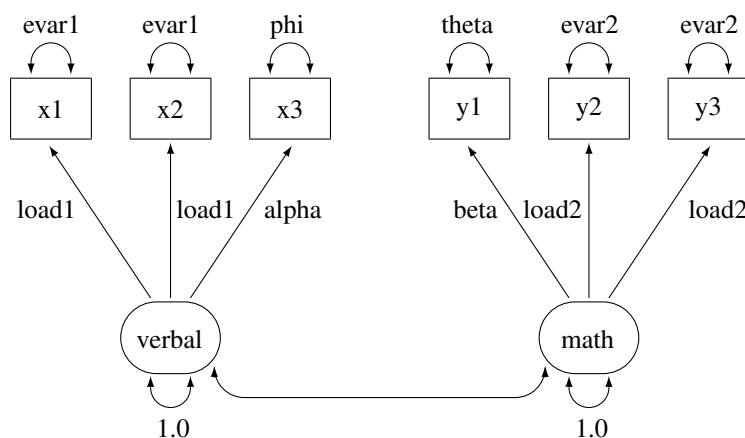 evar1 evar1 phi theta evar2 evar2
x1 x2 x3 y1 y2 y3
load1 load1 alpha beta load2 load2
verbal math
1.0 1.0